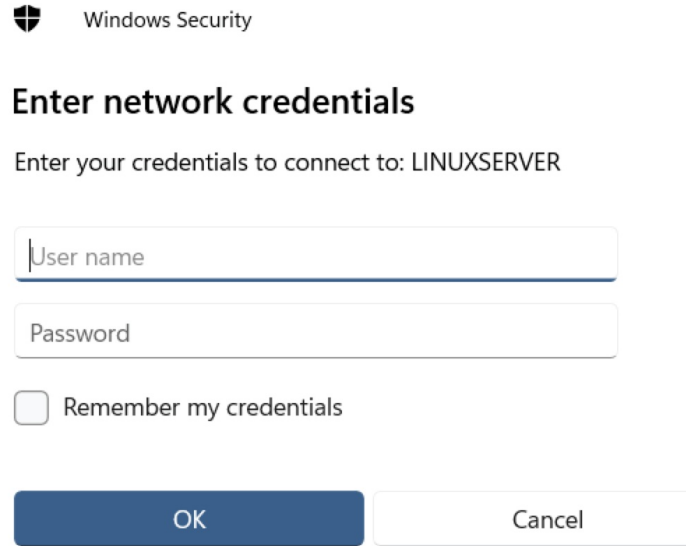 Windows Security
Enter network credentials
Enter your credentials to connect to: LINUXSERVER
User name
Password
Remember my credentials
OK
Cancel